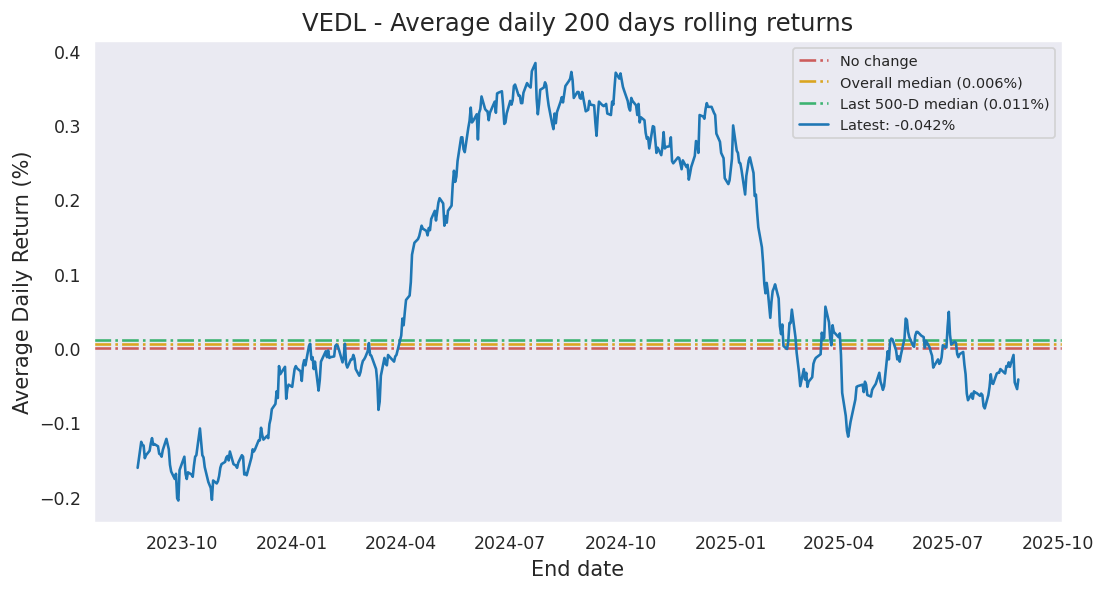 VEDL - Average daily 200 days rolling returns
No change
Overall median (0.006%)
Last 500-D median (0.011%)
Latest: -0.042%
Average Daily Return (%)
0.4
0.3
0.2
0.1
0.0
−0.1
−0.2
2023-10
2024-01
2024-04
2024-07
2024-10
2025-01
2025-04
2025-07
2025-10
End date